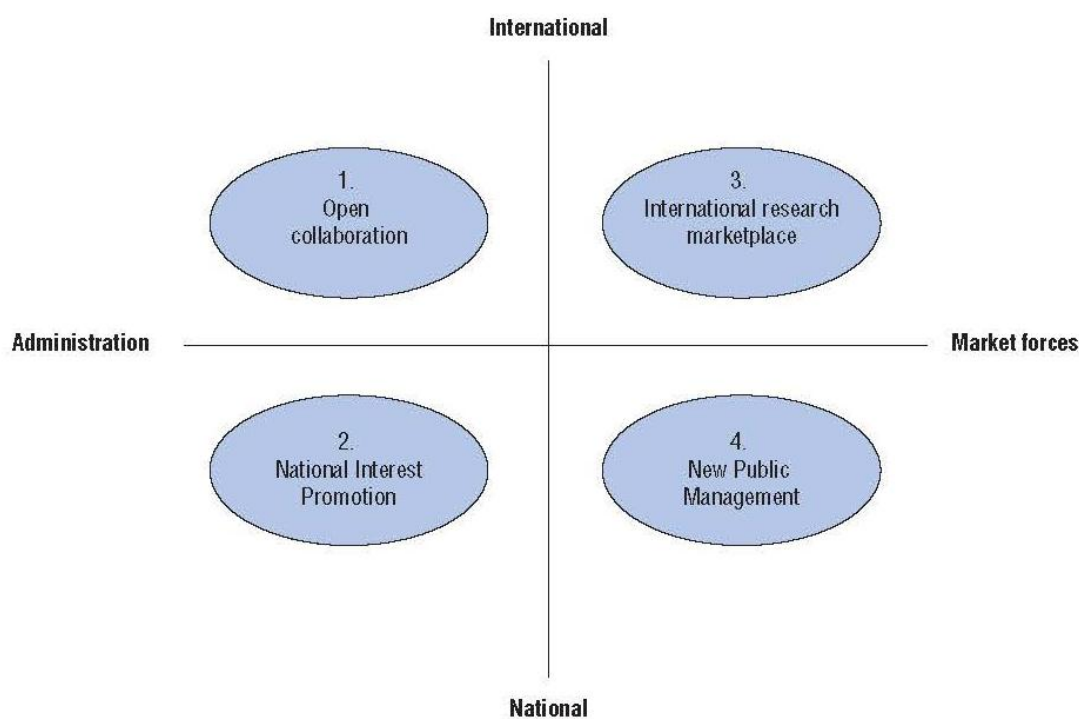 International
1.
Open
collaboration
3.
International research
marketplace
Administration
Market forces
2.
National Interest
Promotion
4.
New Public
Management
National